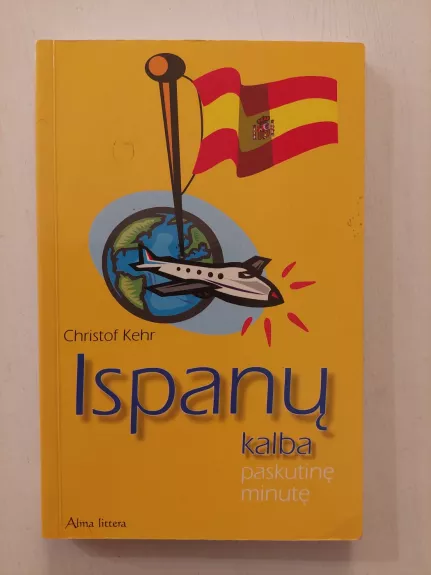 Christof Kehr
Ispanų
kalba
paskutinę
minutę
Alma littera